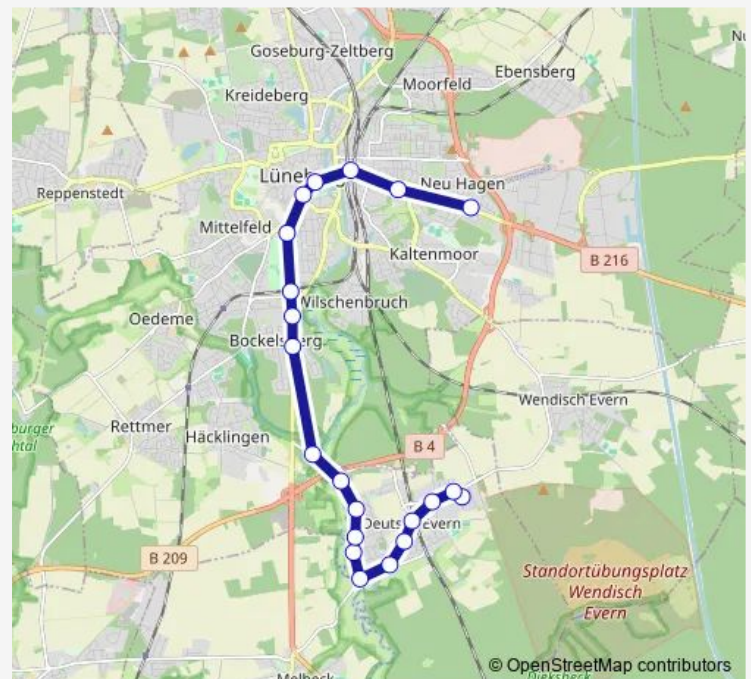 Goseburg-Zeltberg
Ebensberg
Moorfeld
Kreideberg
Reppenstedt
Neu Hagen
Mittelfeld
Kaltenmoor
B 216
Wilschenbruch
Oedeme
Wendisch Evern
Rettmer
Häcklingen
B 4
B 209
Standortübungsplatz
Wendisch
Evern
© OpenStreetMap contributors